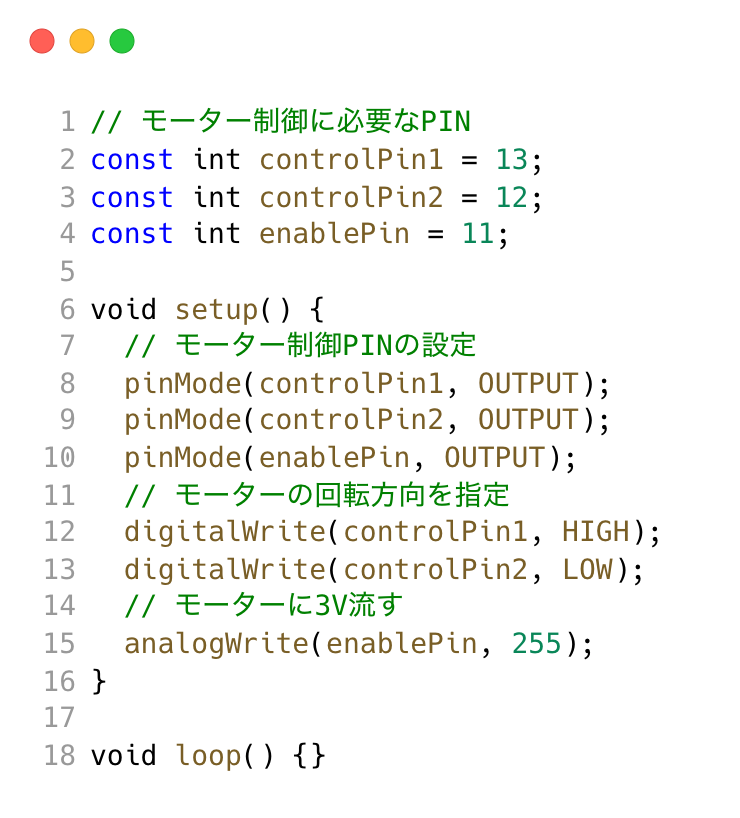 1 // モーター制御に必要なPIN
2 const int controlPin1 = 13;
3 const int controlPin2 = 12;
4 const int enablePin = 11;
5
6 void setup() {
7   // モーター制御PINの設定
8   pinMode(controlPin1, OUTPUT);
9   pinMode(controlPin2, OUTPUT);
10   pinMode(enablePin, OUTPUT);
11   // モーターの回転方向を指定
12   digitalWrite(controlPin1, HIGH);
13   digitalWrite(controlPin2, LOW);
14   // モーターに3V流す
15   analogWrite(enablePin, 255);
16 }
17
18 void loop() {}